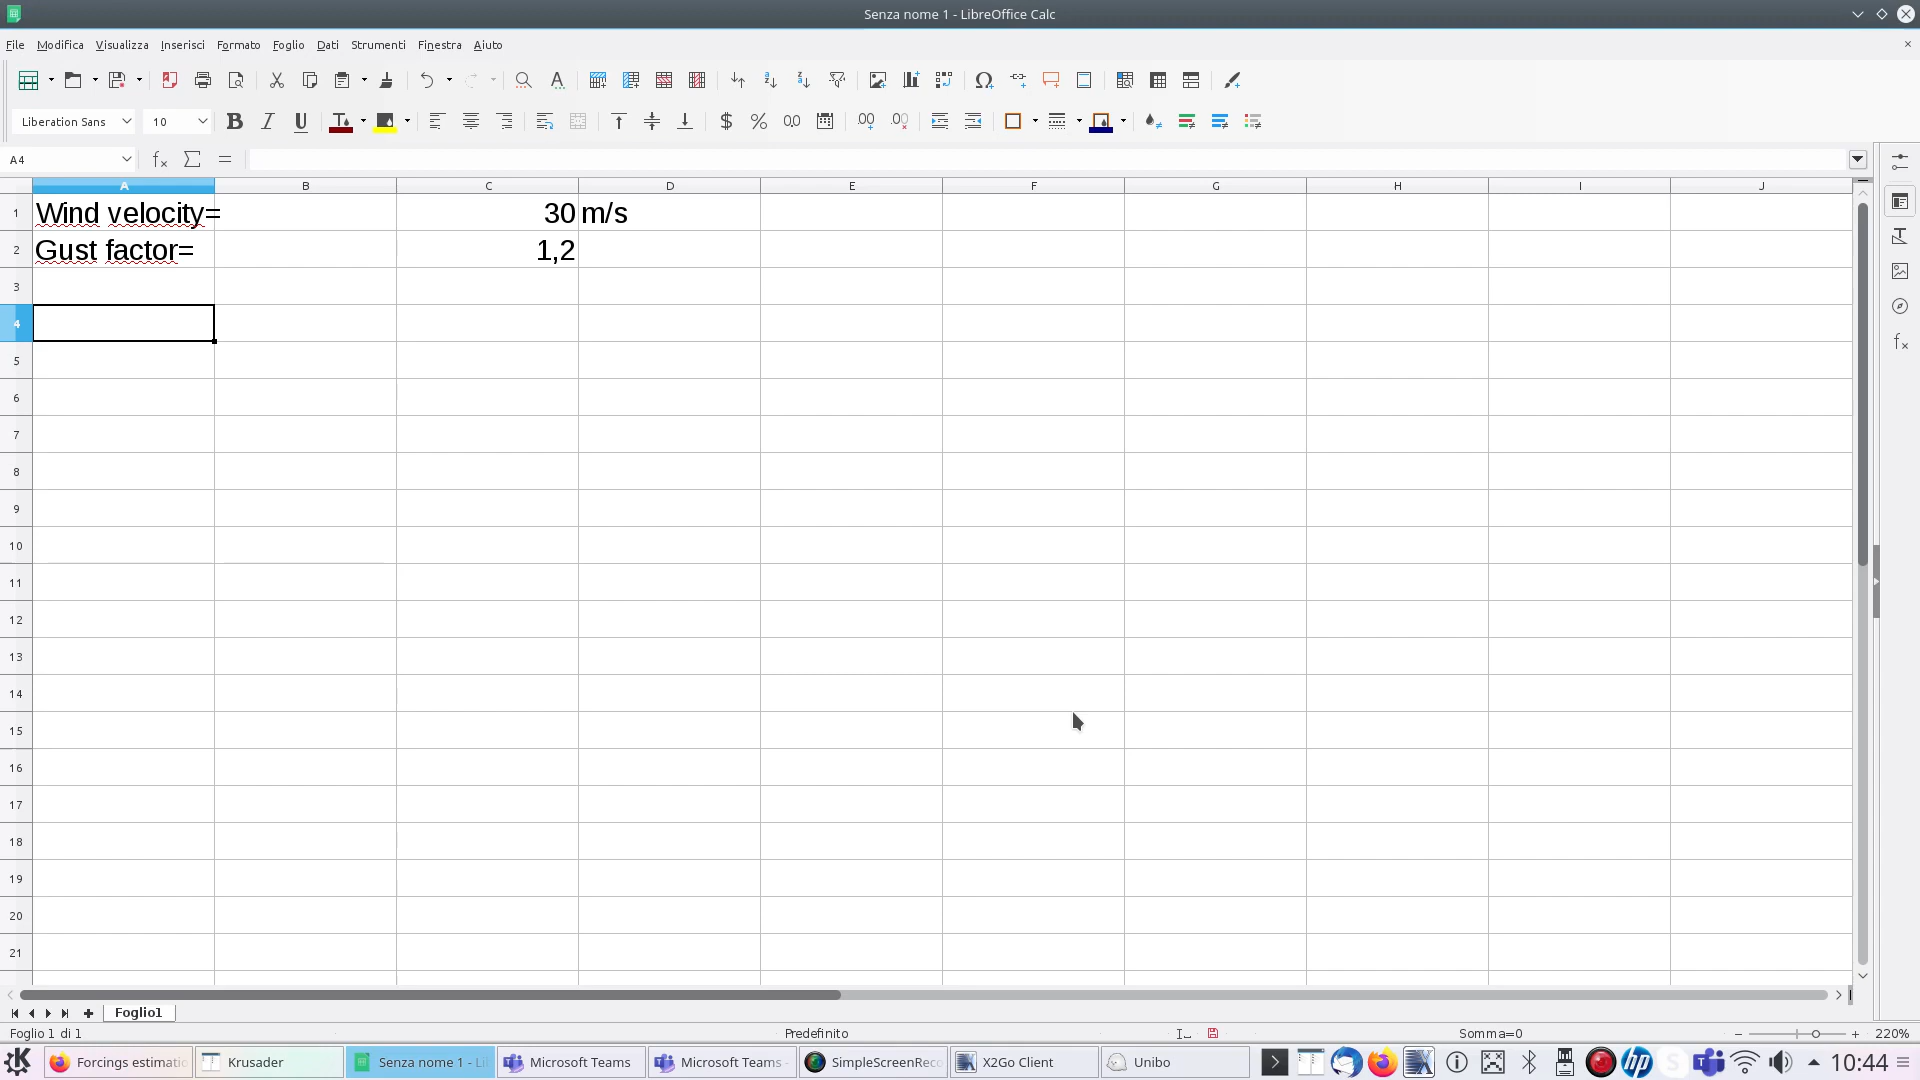 Senza nome 1 - LibreOffice Calc
File Modifica Visualizza Inserisci Formato Foglio Dati Strumenti Finestra Aiuto
Liberation Sans 10
A4
A B C D E F G H I J
1 Wind velocity= 30 m/s
2 Gust factor= 1,2
3
4
5
6
7
8
9
10
11
12
13
14
15
16
17
18
19
20
21
Foglio1
Foglio 1 di 1 Predefinito Somma=0 220%
Forcings estimatio Krusader Senza nome 1 - Li Microsoft Teams Microsoft Teams - SimpleScreenReco X2Go Client Unibo 10:44